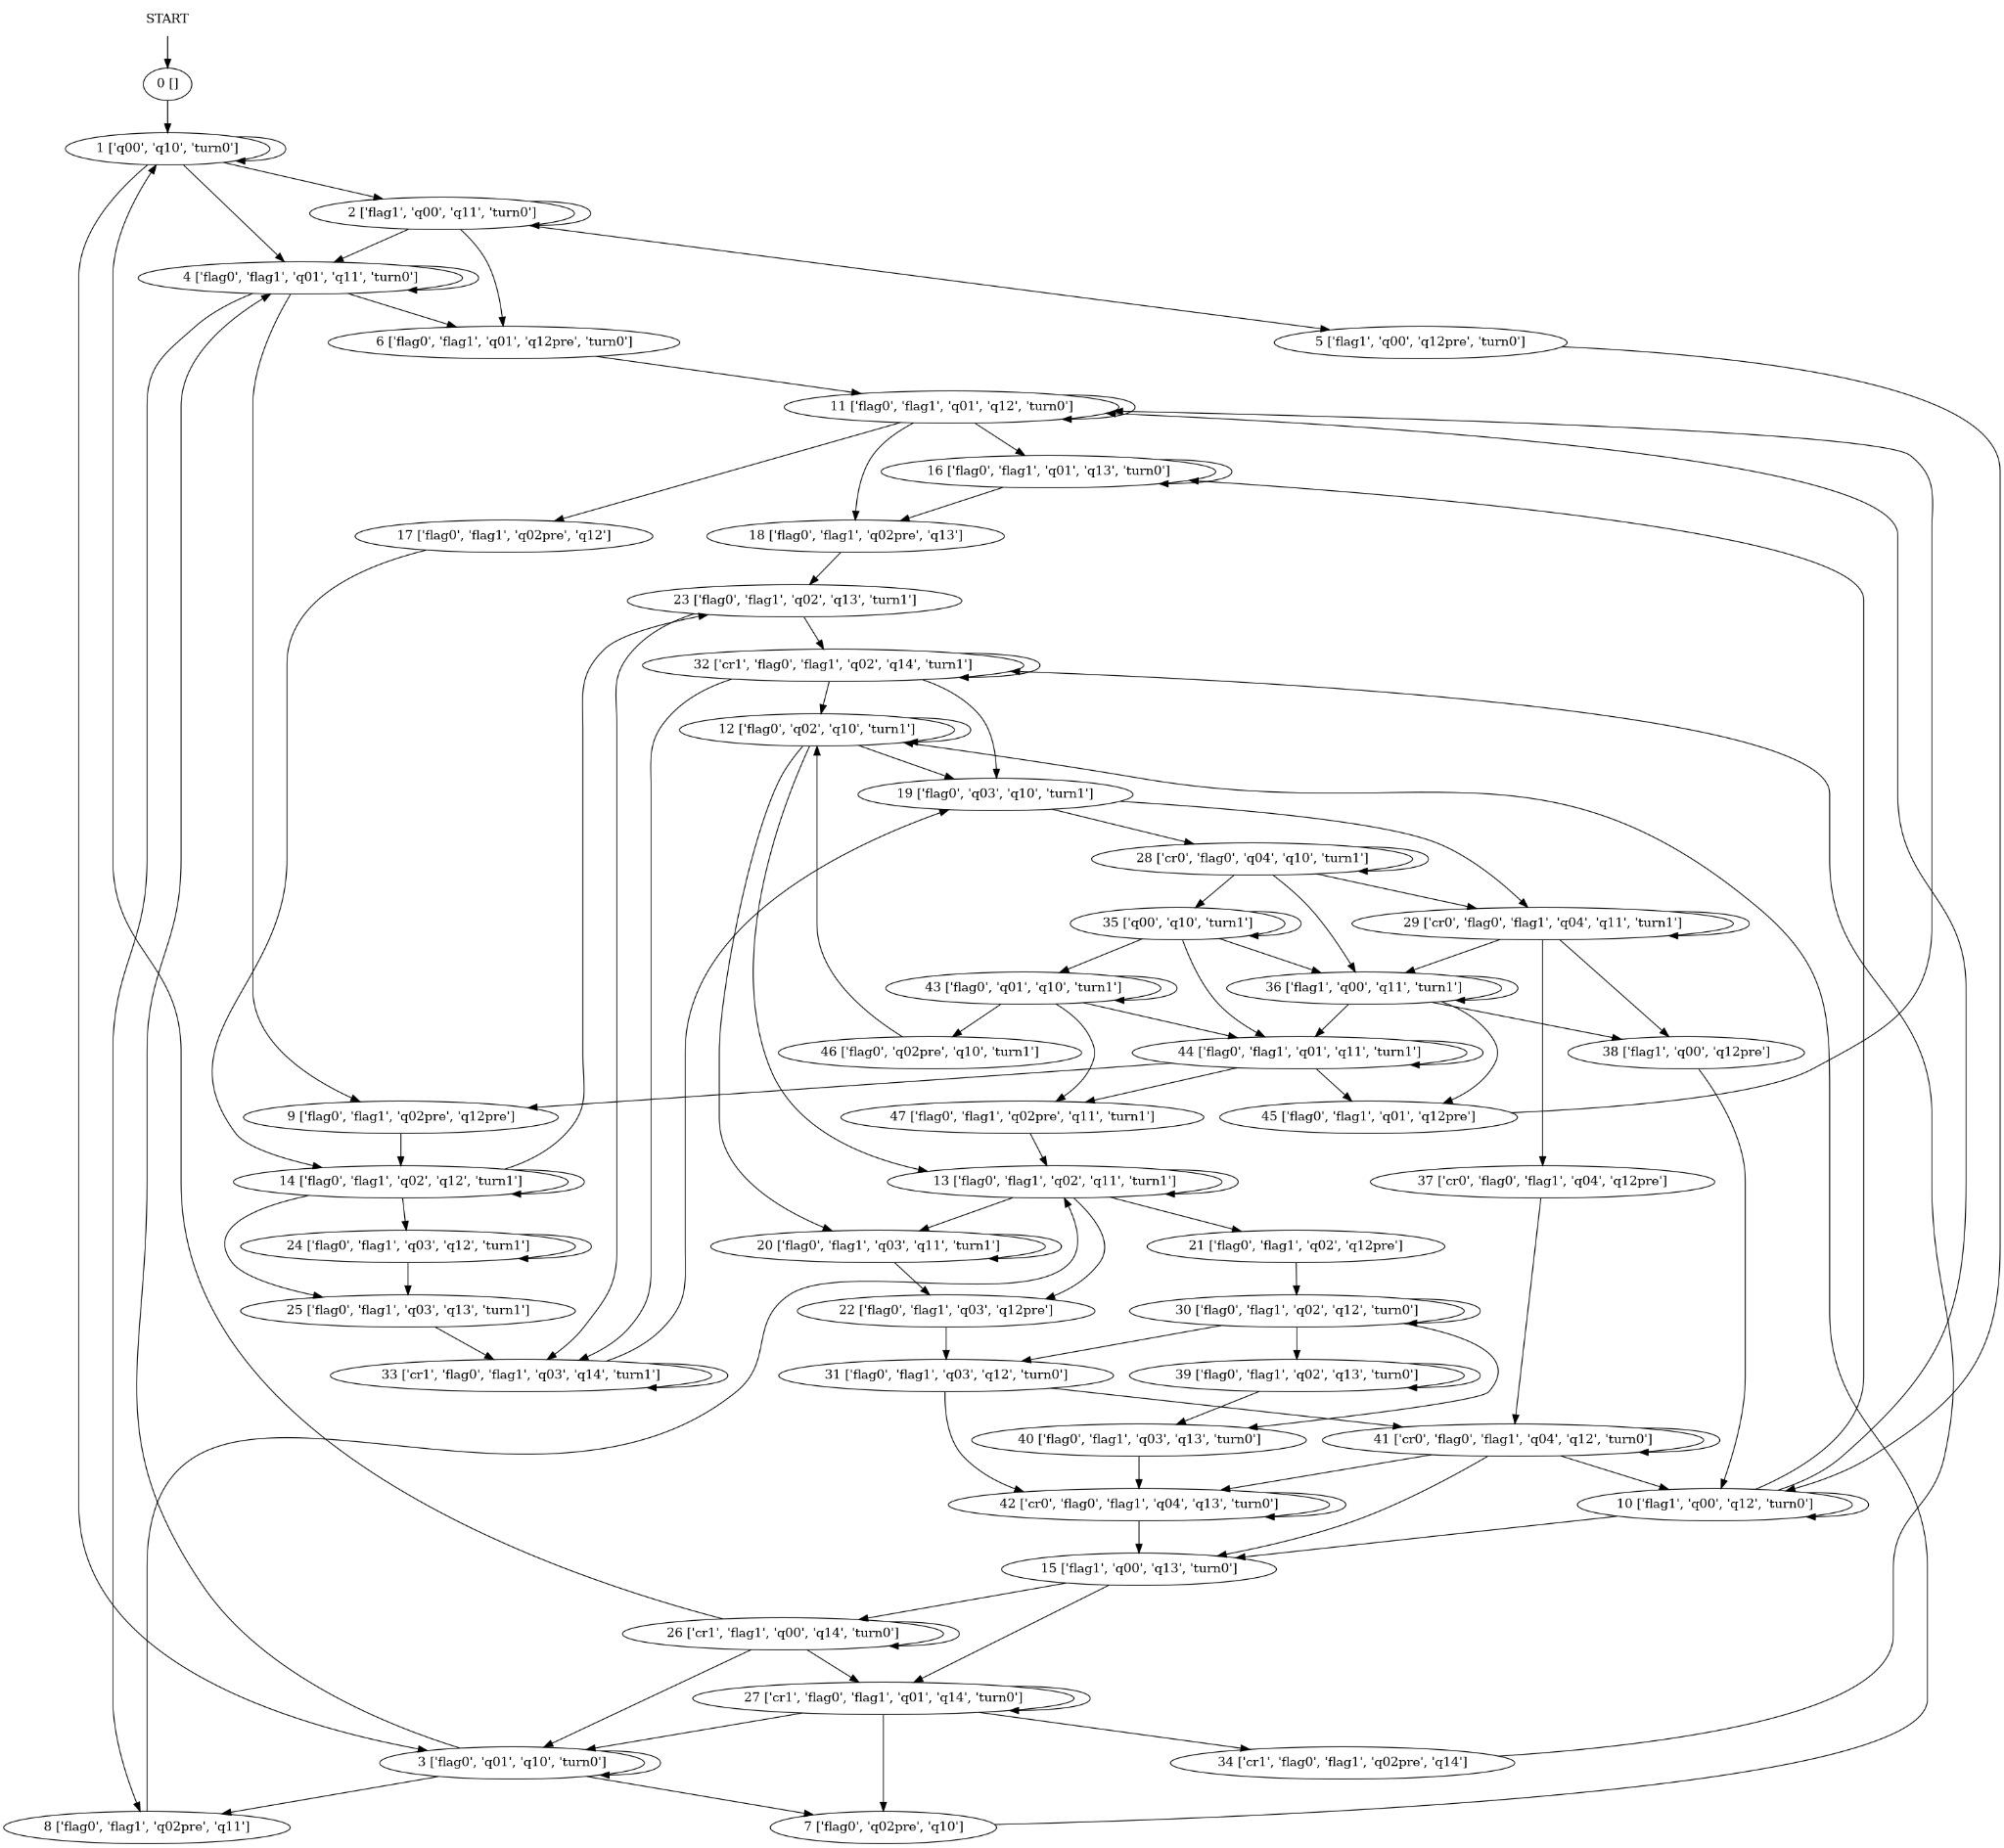 START
0 []
1 ['q00', 'q10', 'turn0']
2 ['flag1', 'q00', 'q11', 'turn0']
4 ['flag0', 'flag1', 'q01', 'q11', 'turn0']
6 ['flag0', 'flag1', 'q01', 'q12pre', 'turn0']
5 ['flag1', 'q00', 'q12pre', 'turn0']
11 ['flag0', 'flag1', 'q01', 'q12', 'turn0']
16 ['flag0', 'flag1', 'q01', 'q13', 'turn0']
17 ['flag0', 'flag1', 'q02pre', 'q12']
18 ['flag0', 'flag1', 'q02pre', 'q13']
23 ['flag0', 'flag1', 'q02', 'q13', 'turn1']
32 ['cr1', 'flag0', 'flag1', 'q02', 'q14', 'turn1']
12 ['flag0', 'q02', 'q10', 'turn1']
19 ['flag0', 'q03', 'q10', 'turn1']
28 ['cr0', 'flag0', 'q04', 'q10', 'turn1']
35 ['q00', 'q10', 'turn1']
29 ['cr0', 'flag0', 'flag1', 'q04', 'q11', 'turn1']
43 ['flag0', 'q01', 'q10', 'turn1']
36 ['flag1', 'q00', 'q11', 'turn1']
46 ['flag0', 'q02pre', 'q10', 'turn1']
44 ['flag0', 'flag1', 'q01', 'q11', 'turn1']
38 ['flag1', 'q00', 'q12pre']
9 ['flag0', 'flag1', 'q02pre', 'q12pre']
47 ['flag0', 'flag1', 'q02pre', 'q11', 'turn1']
45 ['flag0', 'flag1', 'q01', 'q12pre']
14 ['flag0', 'flag1', 'q02', 'q12', 'turn1']
13 ['flag0', 'flag1', 'q02', 'q11', 'turn1']
37 ['cr0', 'flag0', 'flag1', 'q04', 'q12pre']
24 ['flag0', 'flag1', 'q03', 'q12', 'turn1']
20 ['flag0', 'flag1', 'q03', 'q11', 'turn1']
21 ['flag0', 'flag1', 'q02', 'q12pre']
25 ['flag0', 'flag1', 'q03', 'q13', 'turn1']
22 ['flag0', 'flag1', 'q03', 'q12pre']
30 ['flag0', 'flag1', 'q02', 'q12', 'turn0']
33 ['cr1', 'flag0', 'flag1', 'q03', 'q14', 'turn1']
31 ['flag0', 'flag1', 'q03', 'q12', 'turn0']
39 ['flag0', 'flag1', 'q02', 'q13', 'turn0']
40 ['flag0', 'flag1', 'q03', 'q13', 'turn0']
41 ['cr0', 'flag0', 'flag1', 'q04', 'q12', 'turn0']
42 ['cr0', 'flag0', 'flag1', 'q04', 'q13', 'turn0']
10 ['flag1', 'q00', 'q12', 'turn0']
15 ['flag1', 'q00', 'q13', 'turn0']
26 ['cr1', 'flag1', 'q00', 'q14', 'turn0']
27 ['cr1', 'flag0', 'flag1', 'q01', 'q14', 'turn0']
3 ['flag0', 'q01', 'q10', 'turn0']
34 ['cr1', 'flag0', 'flag1', 'q02pre', 'q14']
8 ['flag0', 'flag1', 'q02pre', 'q11']
7 ['flag0', 'q02pre', 'q10']